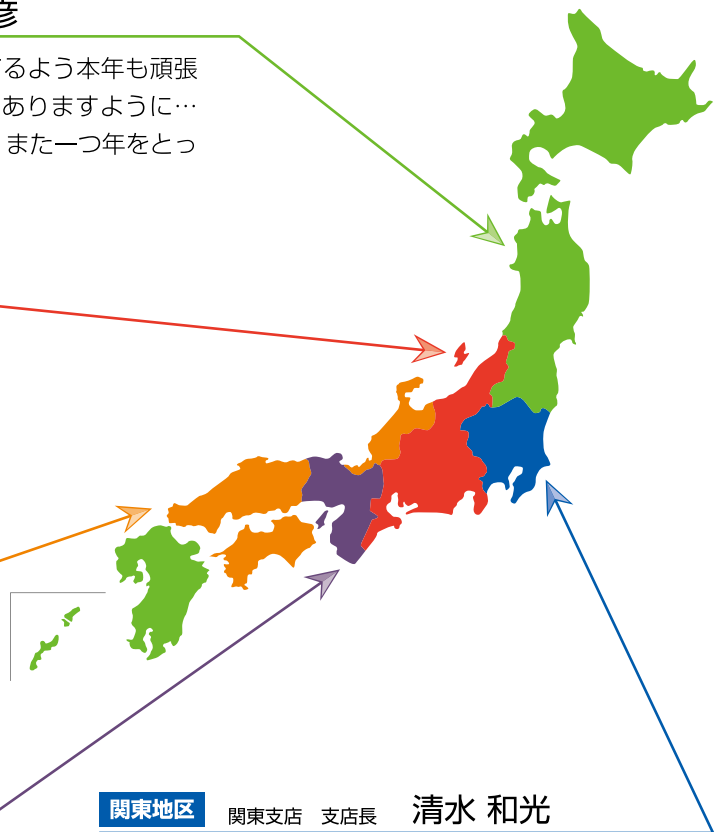 彦
るよう本年も頑張
ありますように…
また一つ年をとっ
関東地区 関東支店 支店長 清水 和光